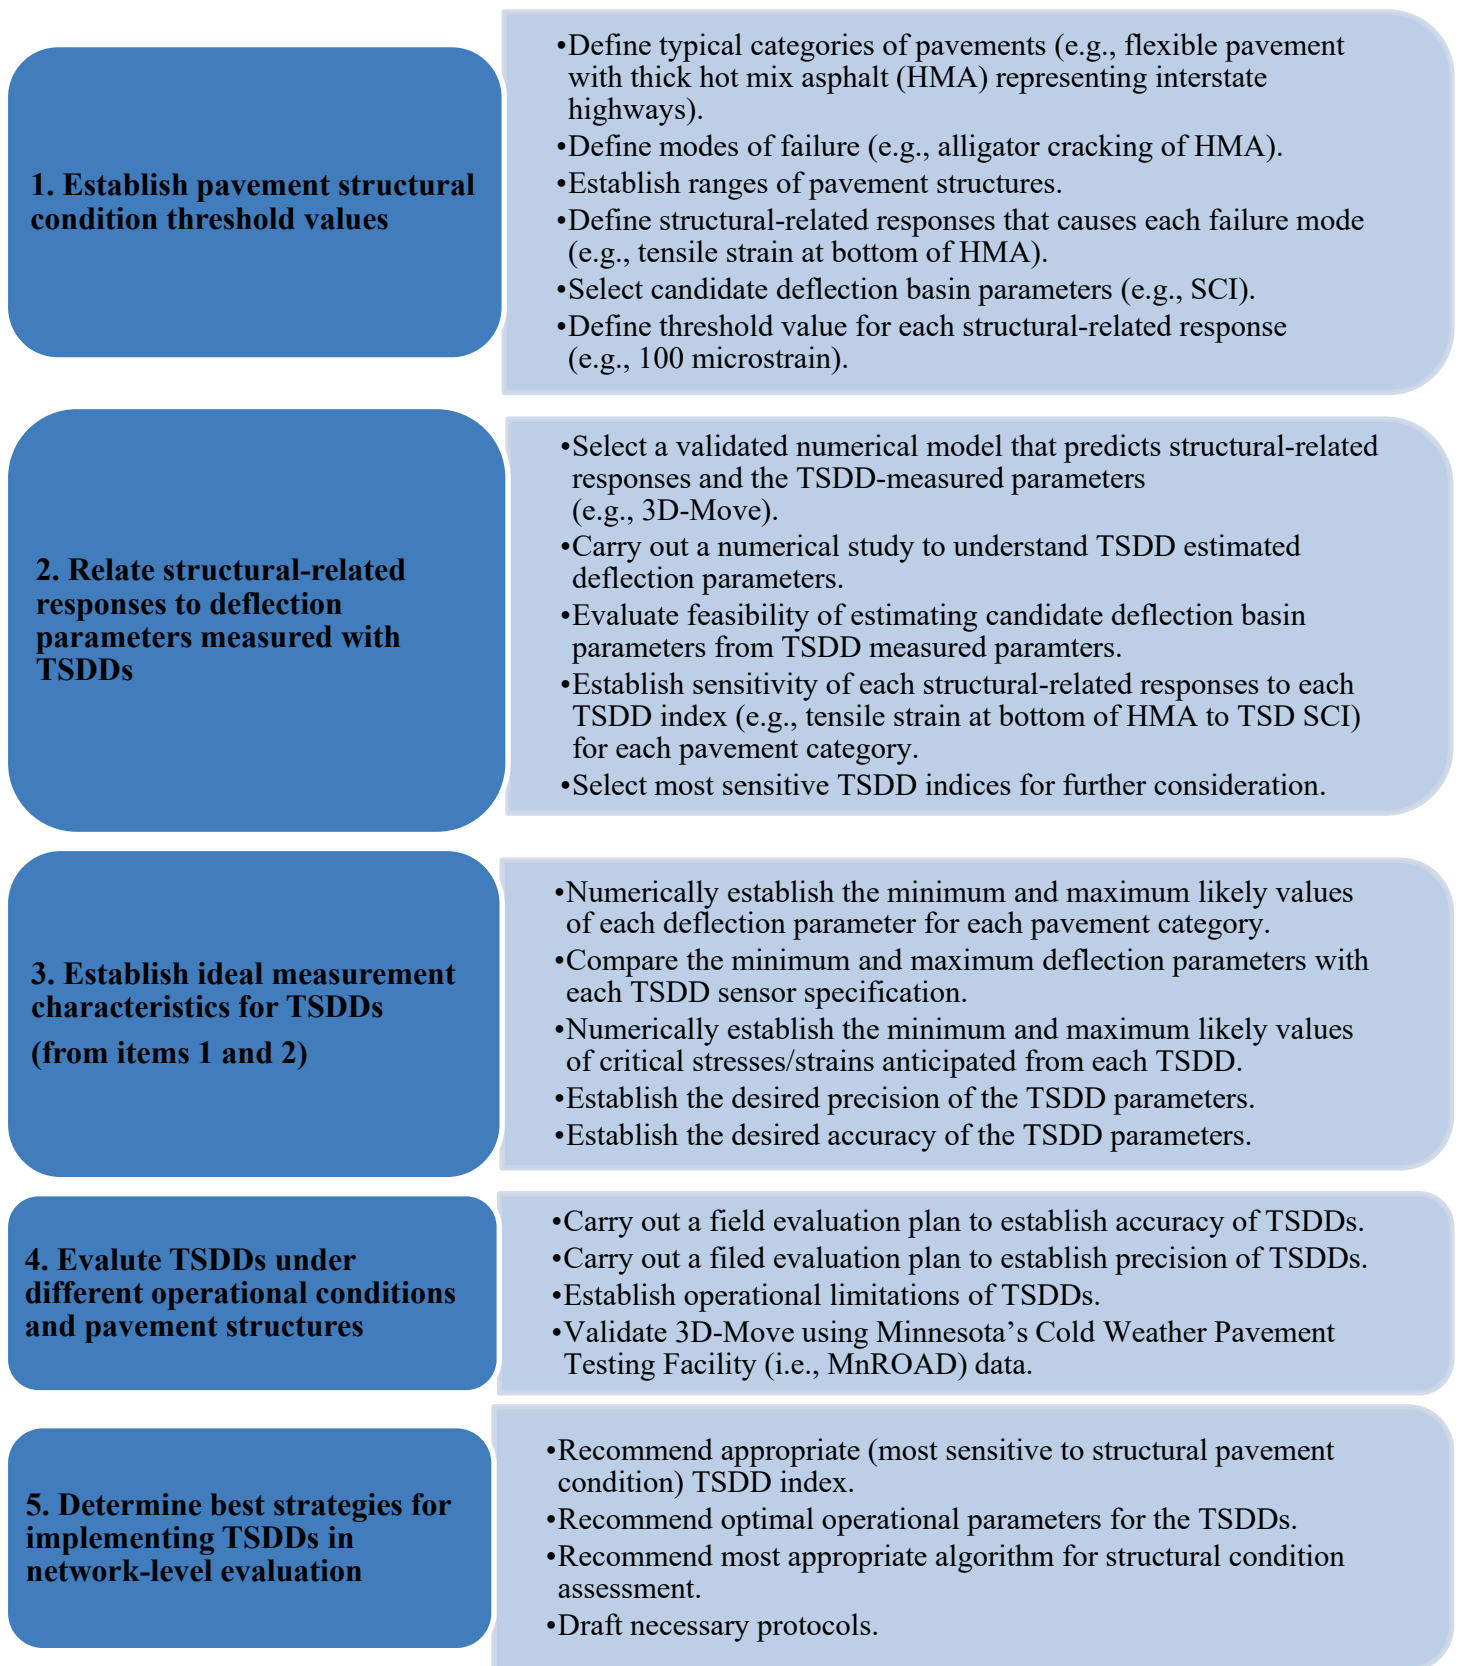 1. Establish pavement structural
condition threshold values
•Define typical categories of pavements (e.g., flexible pavement
with thick hot mix asphalt (HMA) representing interstate
highways).
•Define modes of failure (e.g., alligator cracking of HMA).
•Establish ranges of pavement structures.
•Define structural-related responses that causes each failure mode
(e.g., tensile strain at bottom of HMA).
•Select candidate deflection basin parameters (e.g., SCI).
•Define threshold value for each structural-related response
(e.g., 100 microstrain).
2. Relate structural-related
responses to deflection
parameters measured with
TSDDs
•Select a validated numerical model that predicts structural-related
responses and the TSDD-measured parameters
(e.g., 3D-Move).
•Carry out a numerical study to understand TSDD estimated
deflection parameters.
•Evaluate feasibility of estimating candidate deflection basin
parameters from TSDD measured paramters.
•Establish sensitivity of each structural-related responses to each
TSDD index (e.g., tensile strain at bottom of HMA to TSD SCI)
for each pavement category.
•Select most sensitive TSDD indices for further consideration.
3. Establish ideal measurement
characteristics for TSDDs
(from items 1 and 2)
•Numerically establish the minimum and maximum likely values
of each deflection parameter for each pavement category.
•Compare the minimum and maximum deflection parameters with
each TSDD sensor specification.
•Numerically establish the minimum and maximum likely values
of critical stresses/strains anticipated from each TSDD.
•Establish the desired precision of the TSDD parameters.
•Establish the desired accuracy of the TSDD parameters.
4. Evalute TSDDs under
different operational conditions
and pavement structures
•Carry out a field evaluation plan to establish accuracy of TSDDs.
•Carry out a filed evaluation plan to establish precision of TSDDs.
•Establish operational limitations of TSDDs.
•Validate 3D-Move using Minnesota’s Cold Weather Pavement
Testing Facility (i.e., MnROAD) data.
5. Determine best strategies for
implementing TSDDs in
network-level evaluation
•Recommend appropriate (most sensitive to structural pavement
condition) TSDD index.
•Recommend optimal operational parameters for the TSDDs.
•Recommend most appropriate algorithm for structural condition
assessment.
•Draft necessary protocols.